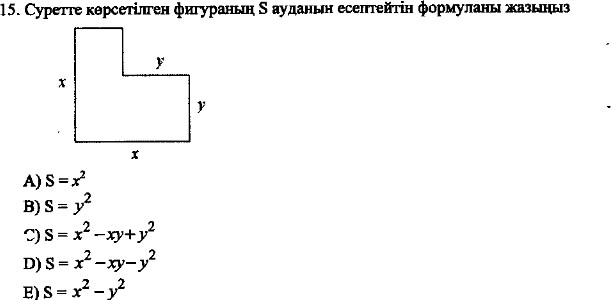 15. Суретте көрсетілген фигураның S ауданын есептейтін формуланы жазыңыз
y
x
y
x
A) S = x²
B) S = y²
C) S = x² – xy + y²
D) S = x² – xy – y²
E) S = x² – y²